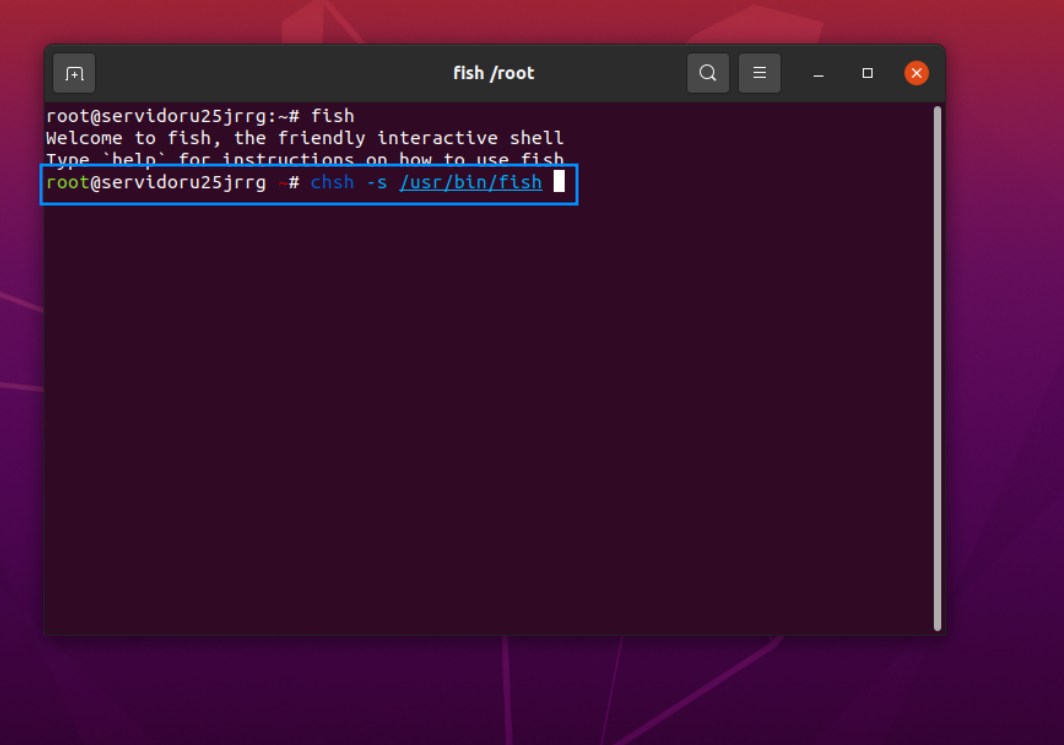 fish /root
root@servidoru25jrrg:~# fish
Welcome to fish, the friendly interactive shell
Type `help` for instructions on how to use fish
root@servidoru25jrrg ~# chsh -s /usr/bin/fish